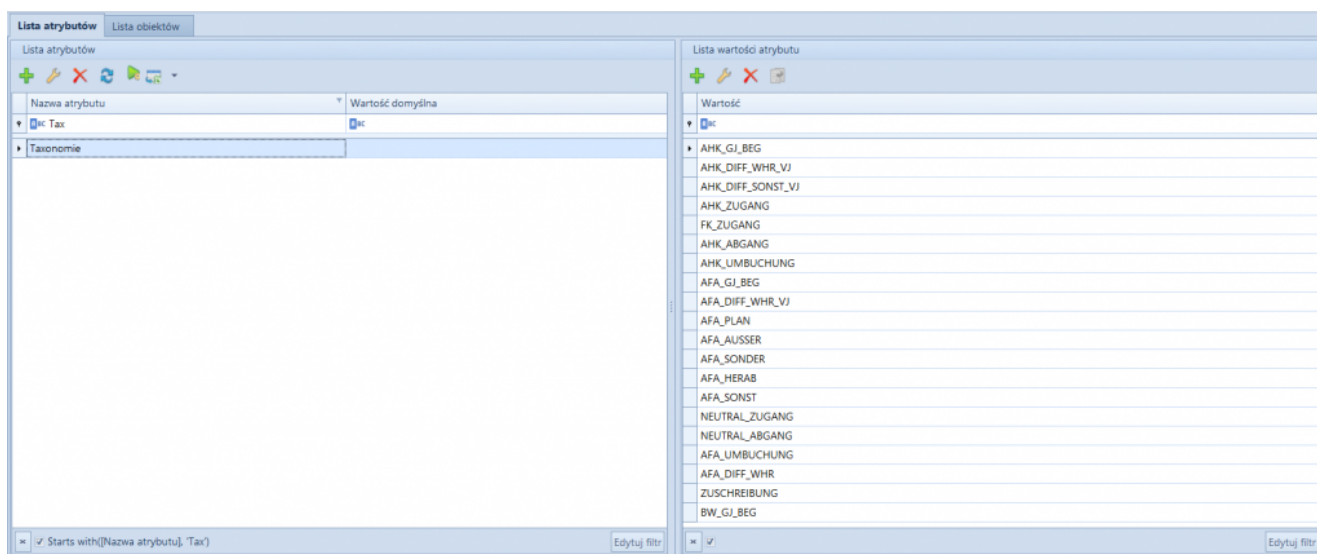 Lista atrybutów Lista obiektów
Lista atrybutów
Nazwa atrybutu Wartość domyślna
Tax
Taxonomie
Starts with([Nazwa atrybutu], 'Tax') Edytuj filtr
Lista wartości atrybutu
Wartość
AHK_GJ_BEG
AHK_DIFF_WHR_VJ
AHK_DIFF_SONST_VJ
AHK_ZUGANG
FK_ZUGANG
AHK_ABGANG
AHK_UMBUCHUNG
AFA_GJ_BEG
AFA_DIFF_WHR_VJ
AFA_PLAN
AFA_AUSSER
AFA_SONDER
AFA_HERAB
AFA_SONST
NEUTRAL_ZUGANG
NEUTRAL_ABGANG
AFA_UMBUCHUNG
AFA_DIFF_WHR
ZUSCHREIBUNG
BW_GJ_BEG
Edytuj filtr